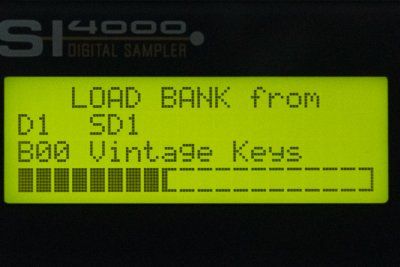 SI 4000
DIGITAL SAMPLER
LOAD BANK from
D1 SD1
B00 Vintage Keys